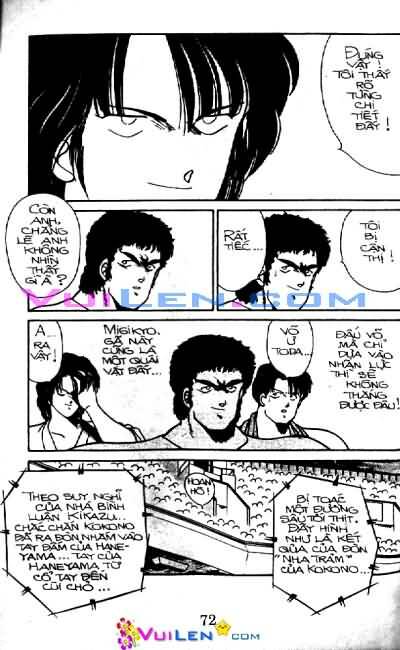 ĐÚNG
VẬY!
TÔI THẤY
RÕ
TỪNG
CHI
TIẾT
ĐẤY!
CÒN
ANH,
CHẲNG
LẼ ANH
KHÔNG
NHÌN
THẤY
GÌ À?
RẤT
TIẾC...
TÔI
BỊ
CẬN
THỊ!
VuiLen.com
A...
RA
VẬY!
MIGIKYO.
GÃ NÀY
CŨNG LÀ
MỘT QUÁI
VẬT ĐẤY...
VÕ
Ư
TODA...
ĐẤU VÕ,
MÀ CHỈ
DỰA VÀO
NHÃN LỰC
THÌ SẼ
KHÔNG
THẮNG
ĐƯỢC ĐÂU!
HOAN
HÔ!
THEO SUY NGHĨ
CỦA NHÀ BÌNH
LUẬN KIKAZU...
CHẮC CHẮN KOKONO
ĐÃ RA ĐÒN NHẮM VÀO
TAY ĐẤM CỦA HANE-
YAMA... TAY CỦA
HANEYAMA TỪ
CỔ TAY ĐẾN
CÙI CHỎ...
BỊ TOẠC
MỘT ĐƯỜNG
SÂU TỚI THỊT.
ĐÂY HÌNH
NHƯ LÀ KẾT
QỦA CỦA ĐÒN
"NHA TRẢM"
CỦA KOKONO...
72
VuiLen.com